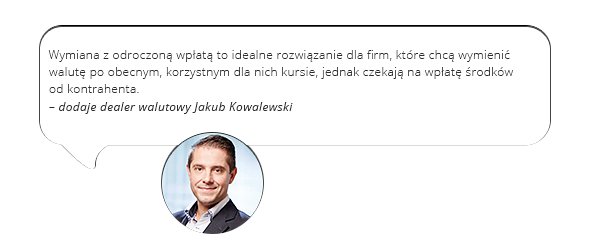 Wymiana z odroczoną wpłatą to idealne rozwiązanie dla firm, które chcą wymienić
walutę po obecnym, korzystnym dla nich kursie, jednak czekają na wpłatę środków
od kontrahenta.
– dodaje dealer walutowy Jakub Kowalewski